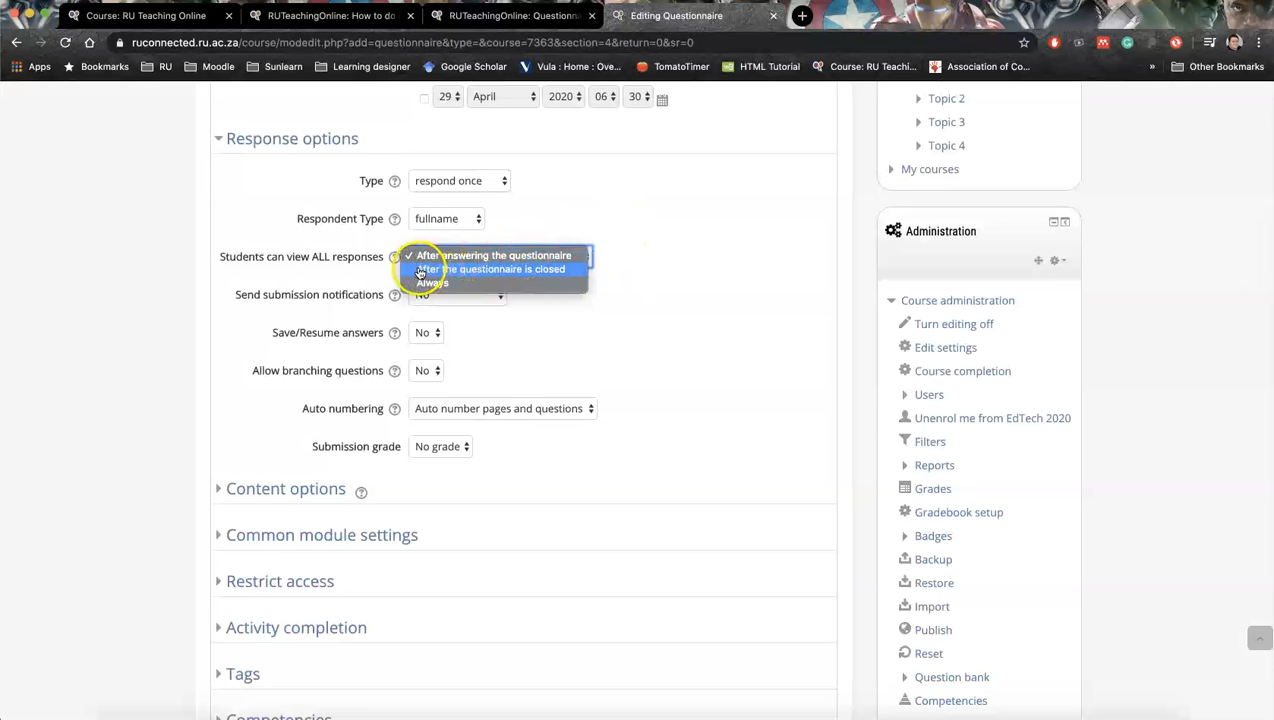 Course: RU Teaching Online
RUTeachingOnline: How to do
RUTeachingOnline: Questionna
Editing Questionnaire
ruconnected.ru.ac.za/course/modedit.php?add=questionnaire&type=&course=7363&section=4&return=0&sr=0
Apps
Bookmarks
RU
Moodle
Sunlearn
Learning designer
Google Scholar
Vula : Home : Ove...
TomatoTimer
HTML Tutorial
Course: RU Teachi...
Association of Co...
»
Other Bookmarks
29 April 2020 06 30
Response options
Type respond once
Respondent Type fullname
Students can view ALL responses
✓ After answering the questionnaire
After the questionnaire is closed
Always
Send submission notifications No
Save/Resume answers No
Allow branching questions No
Auto numbering Auto number pages and questions
Submission grade No grade
Content options
Common module settings
Restrict access
Activity completion
Tags
Competencies
Topic 2
Topic 3
Topic 4
My courses
Administration
Course administration
Turn editing off
Edit settings
Course completion
Users
Unenrol me from EdTech 2020
Filters
Reports
Grades
Gradebook setup
Badges
Backup
Restore
Import
Publish
Reset
Question bank
Competencies